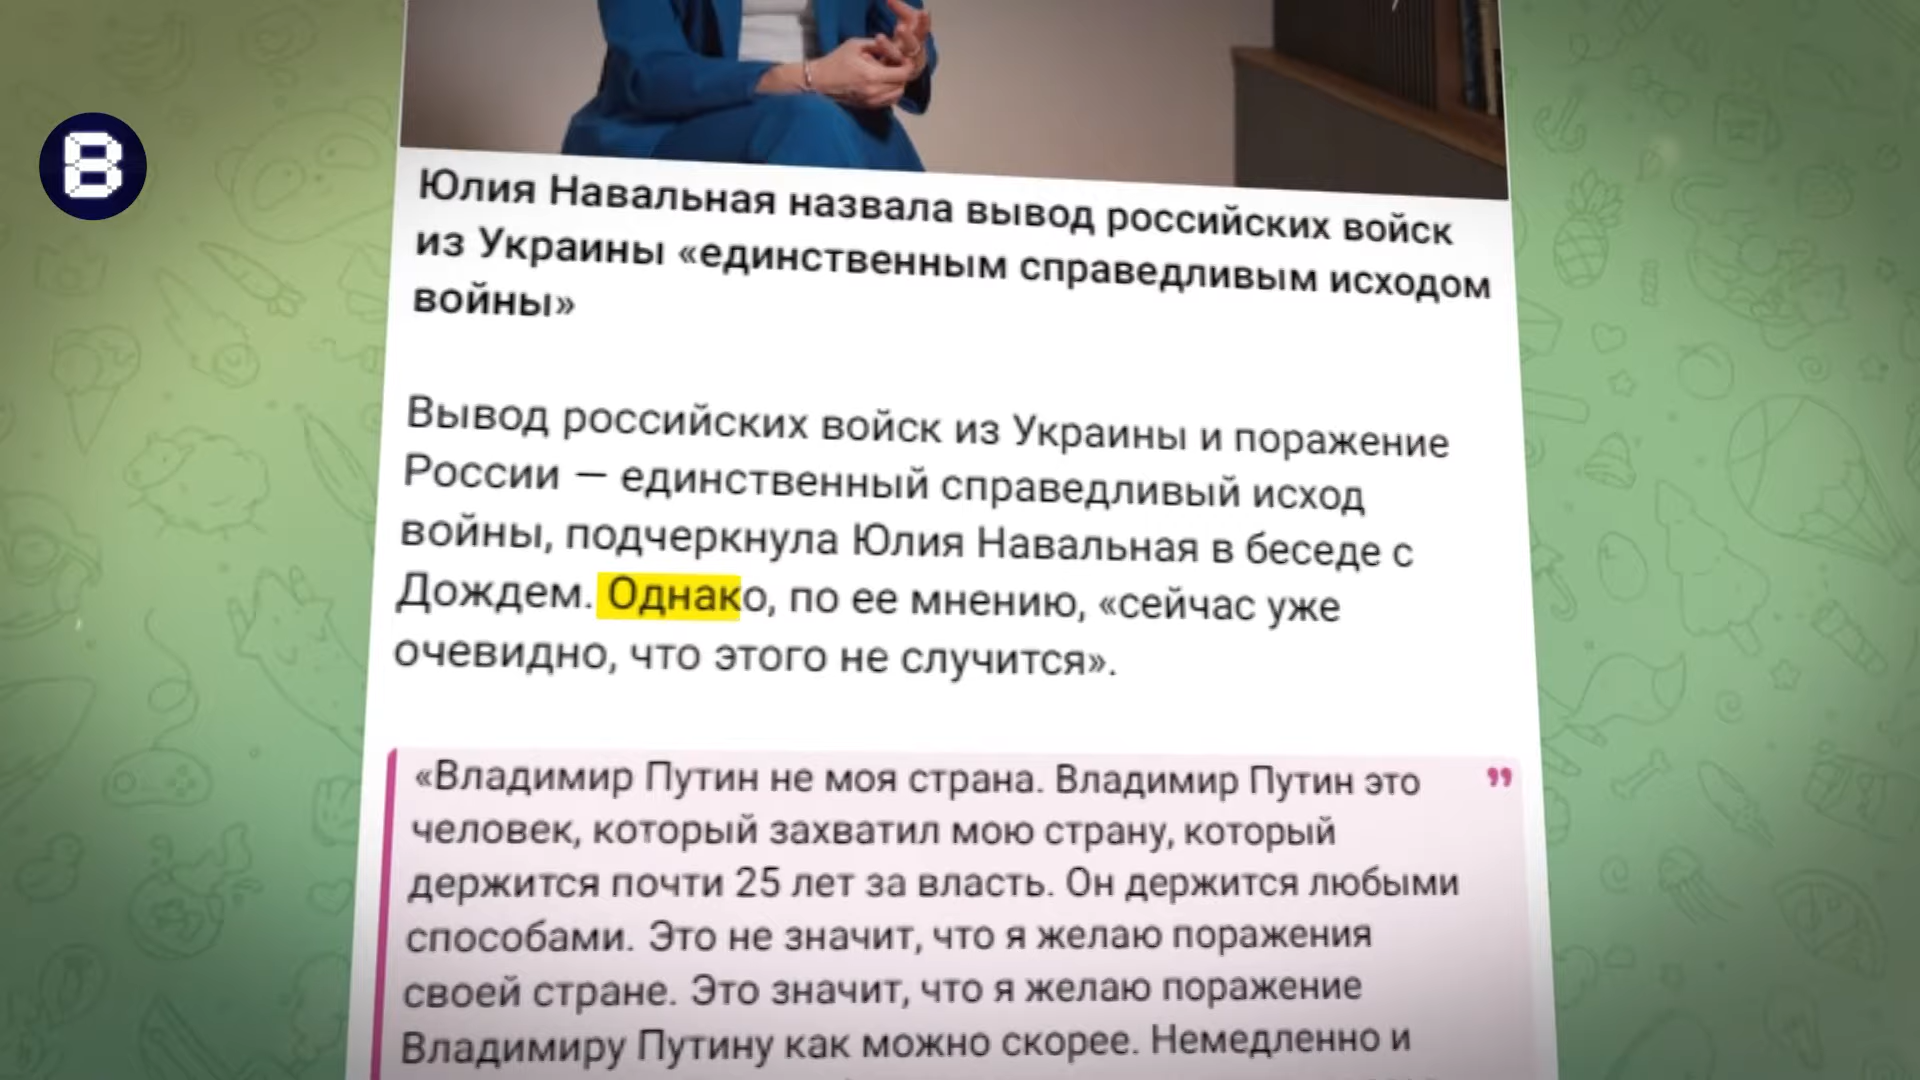 B
Юлия Навальная назвала вывод российских войск
из Украины «единственным справедливым исходом
войны»
Вывод российских войск из Украины и поражение
России — единственный справедливый исход
войны, подчеркнула Юлия Навальная в беседе с
Дождем. Однако, по ее мнению, «сейчас уже
очевидно, что этого не случится».
«Владимир Путин не моя страна. Владимир Путин это
человек, который захватил мою страну, который
держится почти 25 лет за власть. Он держится любыми
способами. Это не значит, что я желаю поражения
своей стране. Это значит, что я желаю поражение
Владимиру Путину как можно скорее. Немедленно и